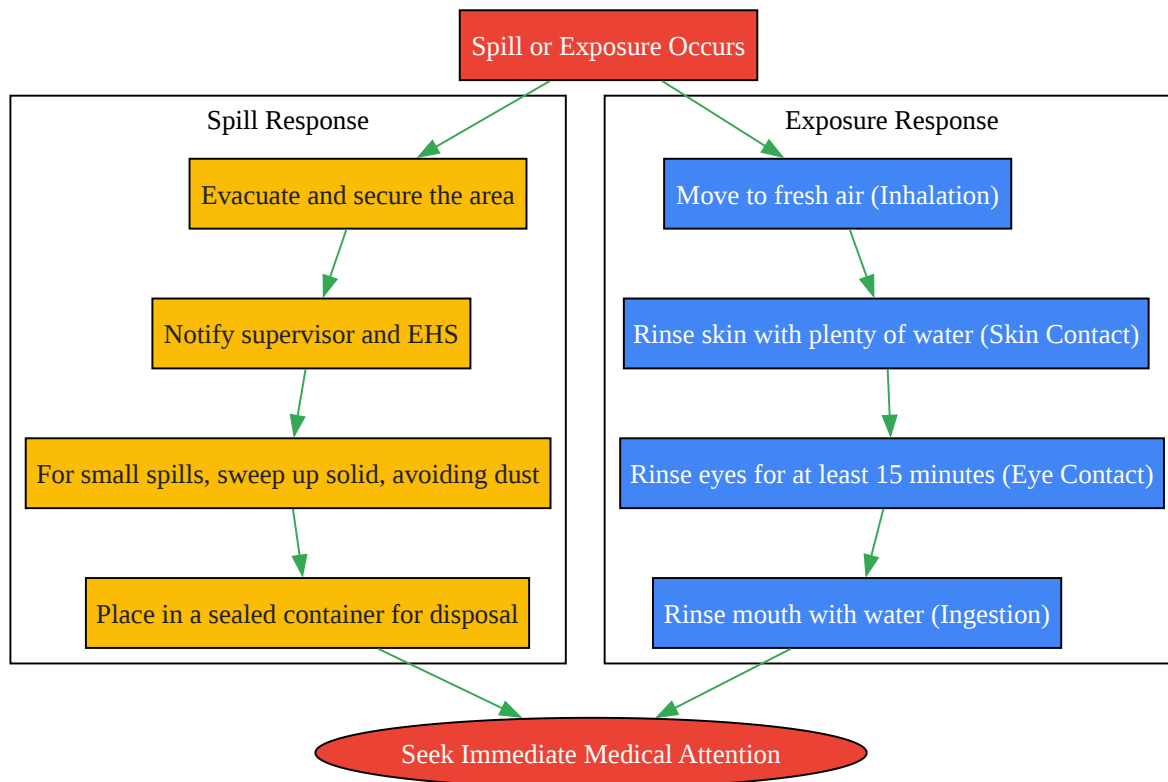 Spill or Exposure Occurs
Spill Response
Evacuate and secure the area
Notify supervisor and EHS
For small spills, sweep up solid, avoiding dust
Place in a sealed container for disposal
Exposure Response
Move to fresh air (Inhalation)
Rinse skin with plenty of water (Skin Contact)
Rinse eyes for at least 15 minutes (Eye Contact)
Rinse mouth with water (Ingestion)
Seek Immediate Medical Attention